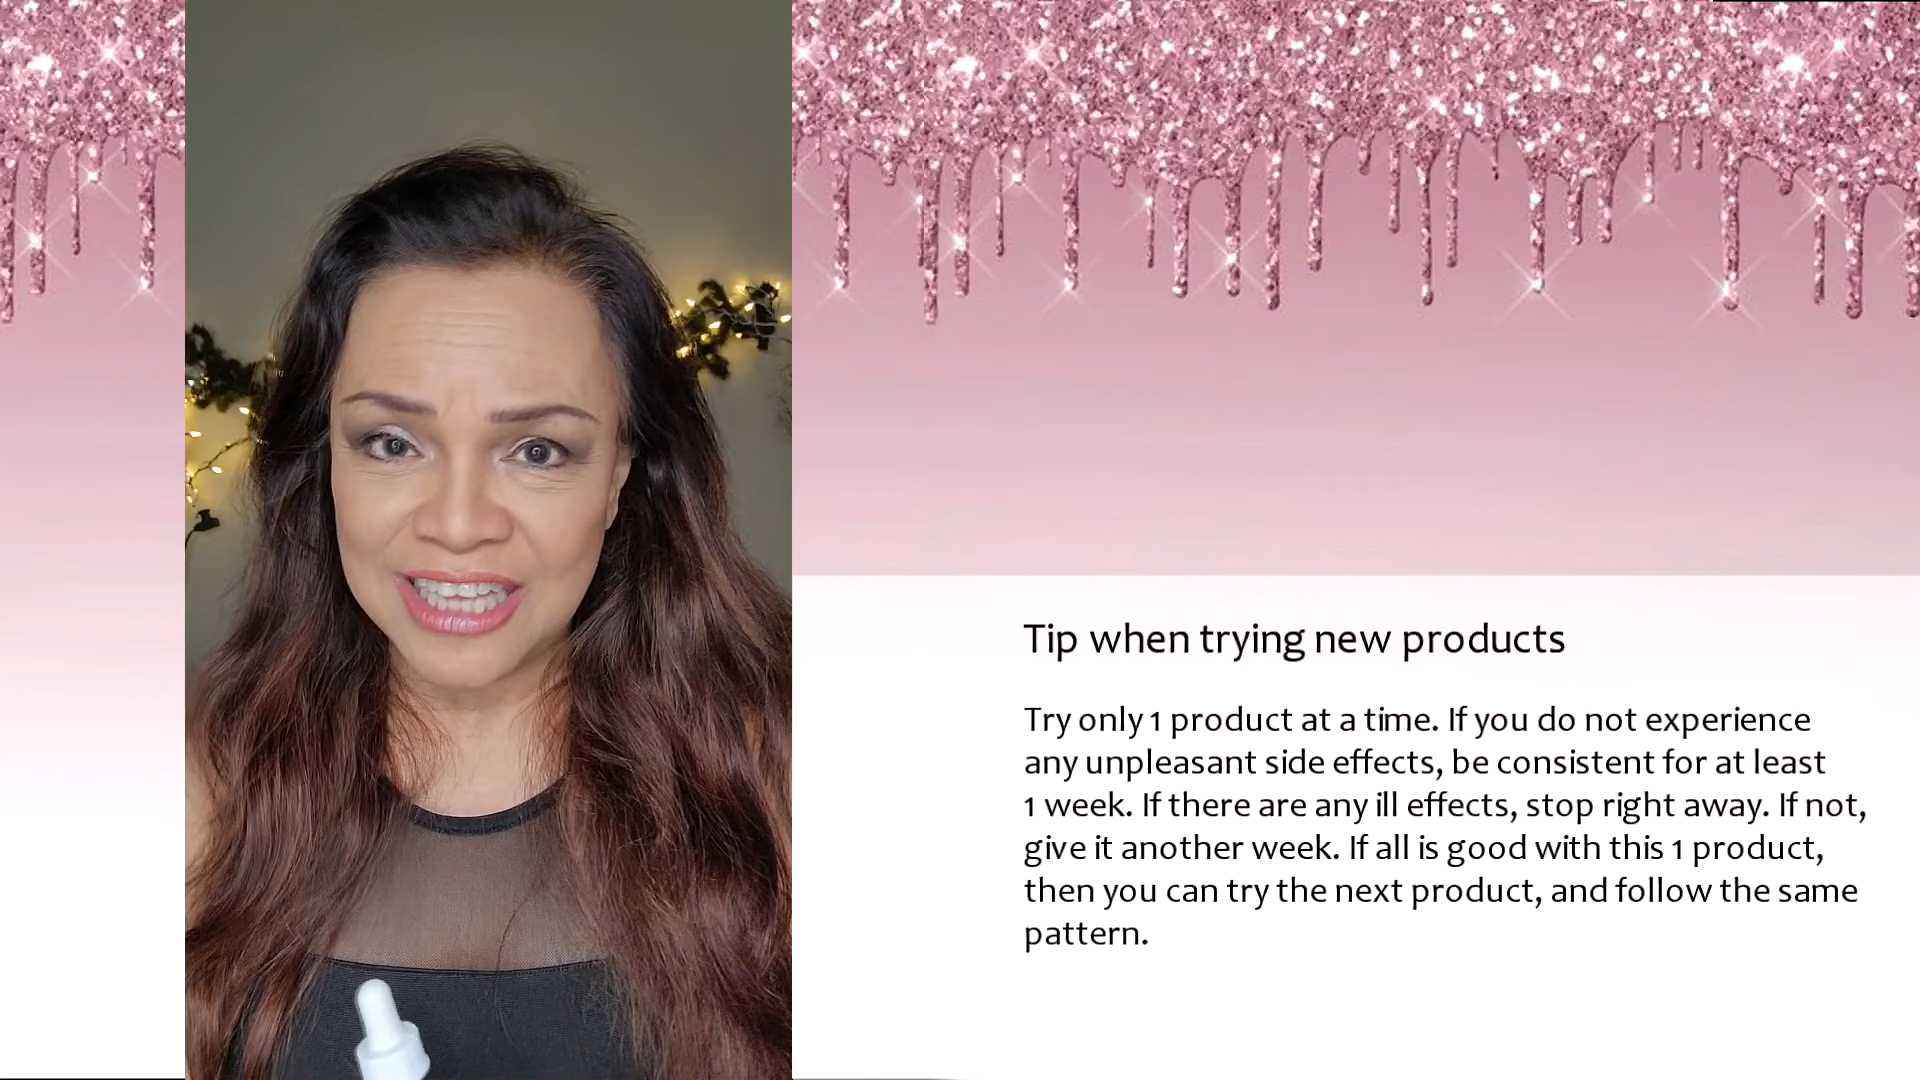 Tip when trying new products
Try only 1 product at a time. If you do not experience
any unpleasant side effects, be consistent for at least
1 week. If there are any ill effects, stop right away. If not,
give it another week. If all is good with this 1 product,
then you can try the next product, and follow the same
pattern.